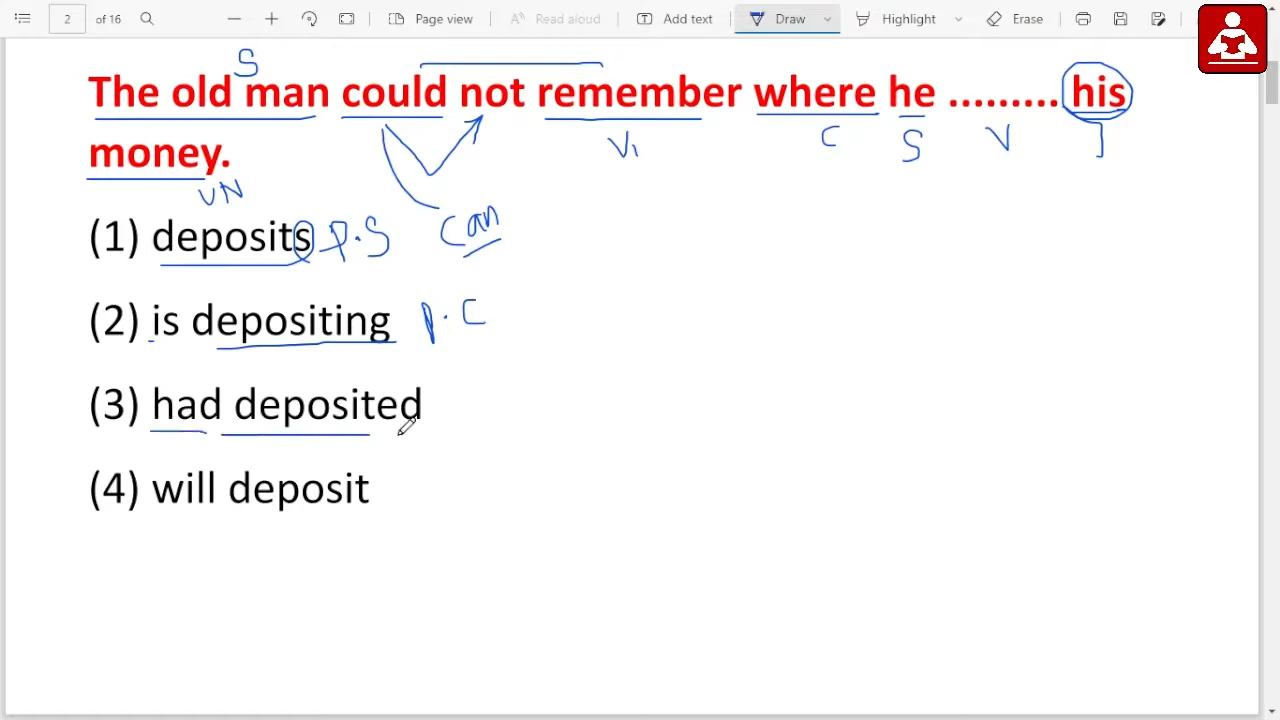 2 of 16 Page view Read aloud Add text Draw Highlight Erase
S
The old man could not remember where he ......... his
V1 C S V
money.
UN
(1) deposits P.S Can
(2) is depositing P.C
(3) had deposited
(4) will deposit